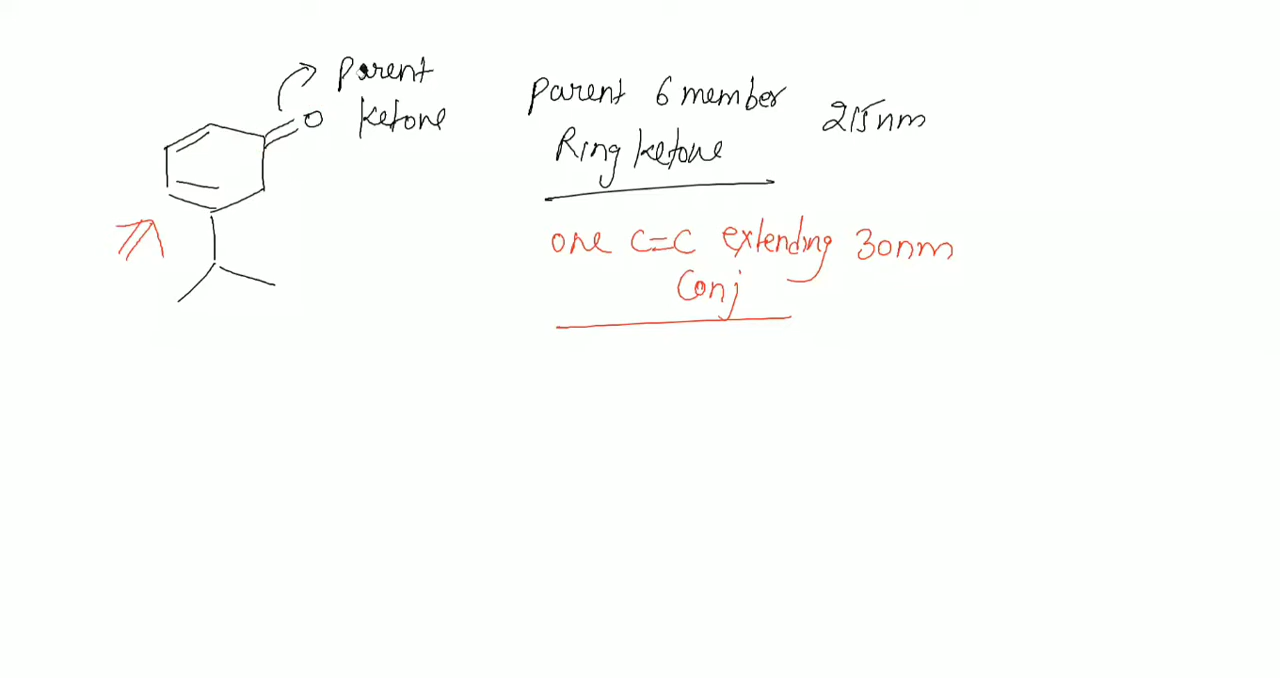 Parent
ketone
O
Parent 6 member
Ring ketone
215nm
one C=C extending 30nm
Conj